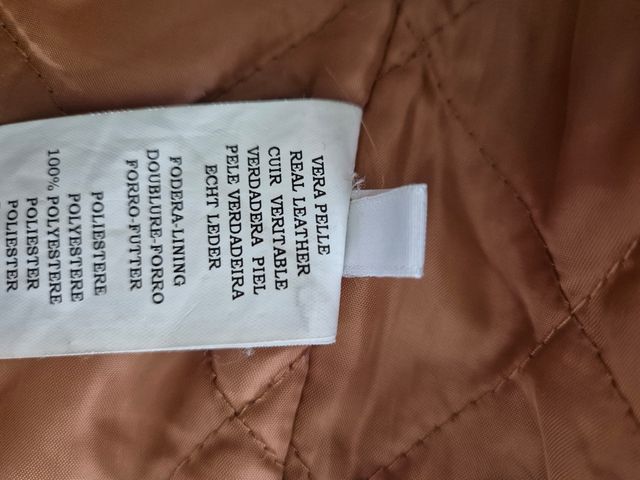 VERA PELLE
REAL LEATHER
CUIR VERITABLE
VERDADERA PIEL
PELE VERDADEIRA
ECHT LEDER
FODERA-LINING
DOUBLURE-FORRO
FORRO-FUTTER
POLIESTERE
POLYESTERE
100% POLYESTERE
POLIESTER
POLIESTER